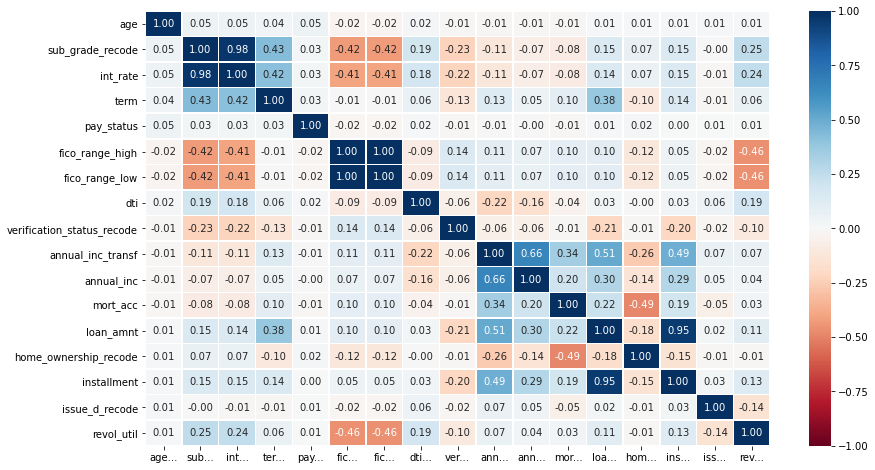 age 1.00 0.05 0.05 0.04 0.05 -0.02 -0.02 0.02 -0.01 -0.01 -0.01 -0.01 0.01 0.01 0.01 0.01 0.01
sub_grade_recode 0.05 1.00 0.98 0.43 0.03 -0.42 -0.42 0.19 -0.23 -0.11 -0.07 -0.08 0.15 0.07 0.15 -0.00 0.25
int_rate 0.05 0.98 1.00 0.42 0.03 -0.41 -0.41 0.18 -0.22 -0.11 -0.07 -0.08 0.14 0.07 0.15 -0.01 0.24
term 0.04 0.43 0.42 1.00 0.03 -0.01 -0.01 0.06 -0.13 0.13 0.05 0.10 0.38 -0.10 0.14 -0.01 0.06
pay_status 0.05 0.03 0.03 0.03 1.00 -0.02 -0.02 0.02 -0.01 -0.01 -0.00 -0.01 0.01 0.02 0.00 0.01 0.01
fico_range_high -0.02 -0.42 -0.41 -0.01 -0.02 1.00 1.00 -0.09 0.14 0.11 0.07 0.10 0.10 -0.12 0.05 -0.02 -0.46
fico_range_low -0.02 -0.42 -0.41 -0.01 -0.02 1.00 1.00 -0.09 0.14 0.11 0.07 0.10 0.10 -0.12 0.05 -0.02 -0.46
dti 0.02 0.19 0.18 0.06 0.02 -0.09 -0.09 1.00 -0.06 -0.22 -0.16 -0.04 0.03 -0.00 0.03 0.06 0.19
verification_status_recode -0.01 -0.23 -0.22 -0.13 -0.01 0.14 0.14 -0.06 1.00 -0.06 -0.06 -0.01 -0.21 -0.01 -0.20 -0.02 -0.10
annual_inc_transf -0.01 -0.11 -0.11 0.13 -0.01 0.11 0.11 -0.22 -0.06 1.00 0.66 0.34 0.51 -0.26 0.49 0.07 0.07
annual_inc -0.01 -0.07 -0.07 0.05 -0.00 0.07 0.07 -0.16 -0.06 0.66 1.00 0.20 0.30 -0.14 0.29 0.05 0.04
mort_acc -0.01 -0.08 -0.08 0.10 -0.01 0.10 0.10 -0.04 -0.01 0.34 0.20 1.00 0.22 -0.49 0.19 -0.05 0.03
loan_amnt 0.01 0.15 0.14 0.38 0.01 0.10 0.10 0.03 -0.21 0.51 0.30 0.22 1.00 -0.18 0.95 0.02 0.11
home_ownership_recode 0.01 0.07 0.07 -0.10 0.02 -0.12 -0.12 -0.00 -0.01 -0.26 -0.14 -0.49 -0.18 1.00 -0.15 -0.01 -0.01
installment 0.01 0.15 0.15 0.14 0.00 0.05 0.05 0.03 -0.20 0.49 0.29 0.19 0.95 -0.15 1.00 0.03 0.13
issue_d_recode 0.01 -0.00 -0.01 -0.01 0.01 -0.02 -0.02 0.06 -0.02 0.07 0.05 -0.05 0.02 -0.01 0.03 1.00 -0.14
revol_util 0.01 0.25 0.24 0.06 0.01 -0.46 -0.46 0.19 -0.10 0.07 0.04 0.03 0.11 -0.01 0.13 -0.14 1.00
age... sub... int... ter... pay... fic... fic... dti... ver... ann... ann... mor... loa... hom... ins... iss... rev...
1.00
0.75
0.50
0.25
0.00
−0.25
−0.50
−0.75
−1.00